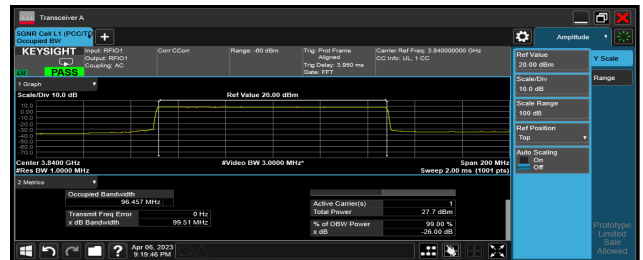 Transceiver A
5GNR Cell L1 (PCC/TD
Occupied BW
Amplitude
KEYSIGHT
LU PASS
Input: RFIO1
Output: RFIO1
Coupling: AC
Corr CCorr
Range: -60 dBm
Trig: Prot Frame
Aligned
Trig Delay: 3.950 ms
Gate: FFT
Carrier Ref Freq: 3.840000000 GHz
CC Info: UL, 1 CC
Ref Value
20.00 dBm
Y Scale
Scale/Div
10.0 dB
Range
Scale Range
100 dB
Ref Position
Top
Auto Scaling
On
Off
1 Graph
Scale/Div 10.0 dB
Ref Value 20.00 dBm
10.0
0.00
-10.0
-20.0
-30.0
-40.0
-50.0
-60.0
-70.0
Center 3.8400 GHz
#Video BW 3.0000 MHz*
Span 200 MHz
#Res BW 1.0000 MHz
Sweep 2.00 ms (1001 pts)
2 Metrics
Occupied Bandwidth
96.457 MHz
Transmit Freq Error 0 Hz
x dB Bandwidth 99.51 MHz
Active Carrier(s) 1
Total Power 27.7 dBm
% of OBW Power 99.00 %
x dB -26.00 dB
Prototype
Limited
Sale
Allowed
?
Apr 06, 2023
9:19:46 PM